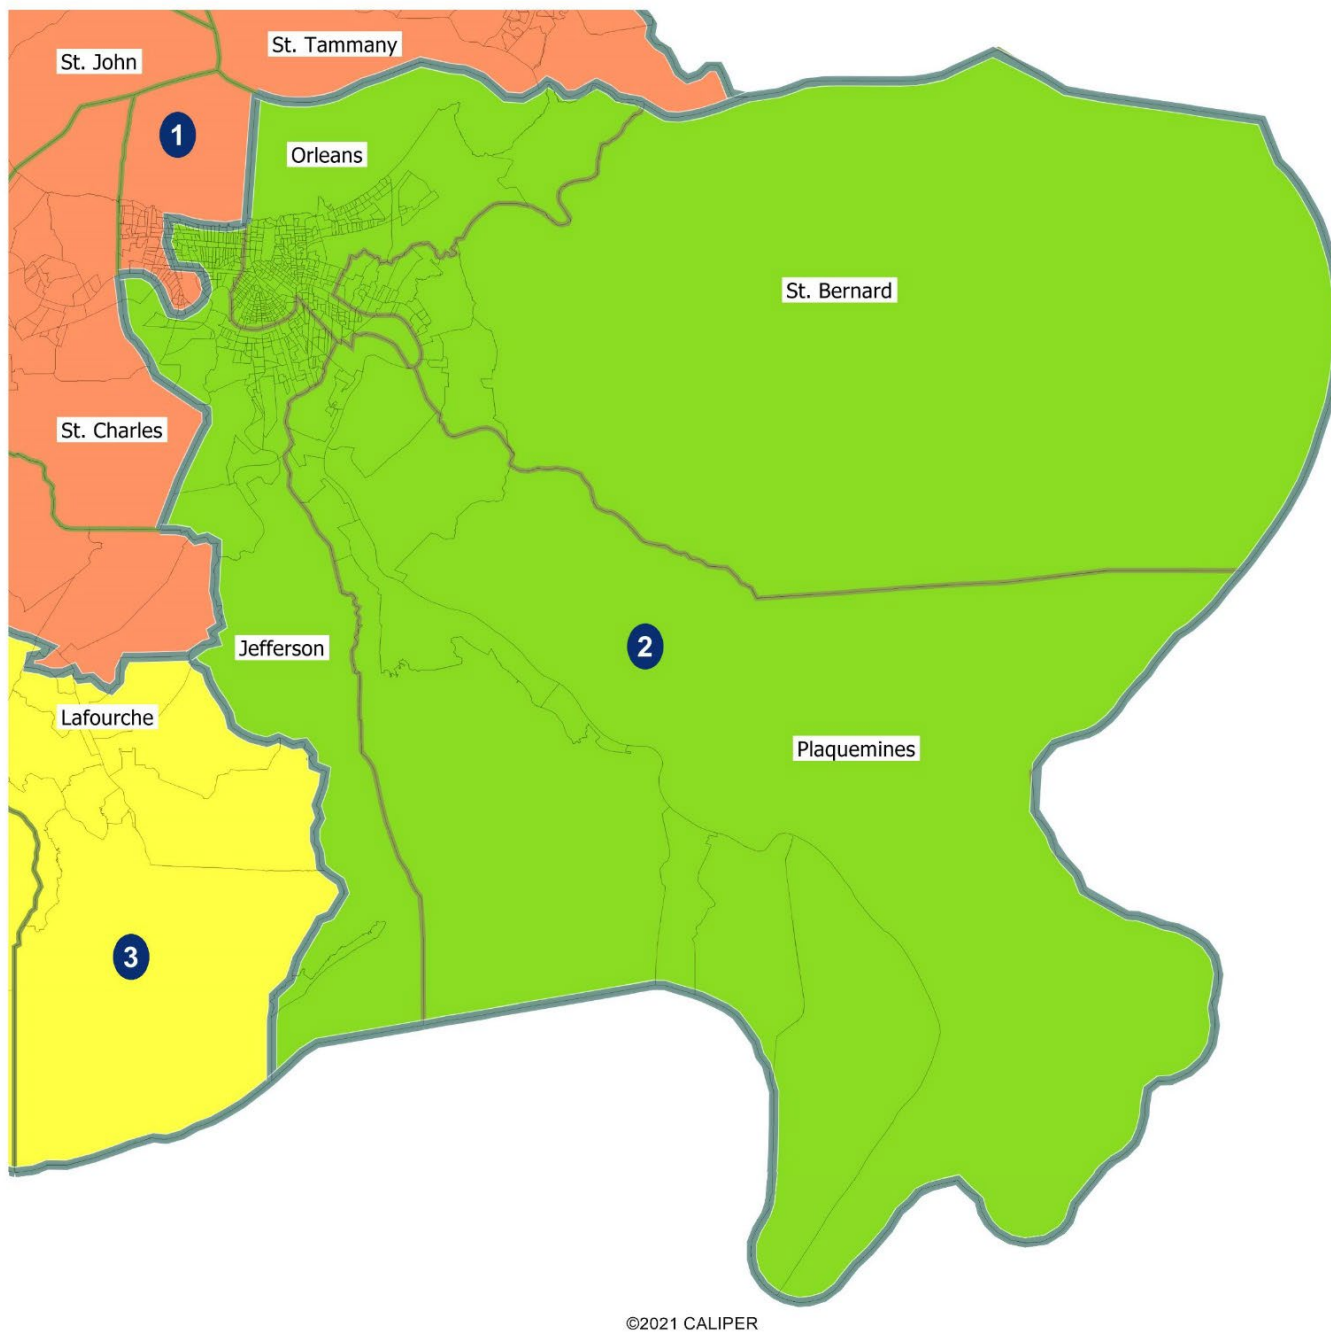 St. Tammany
St. John
1
Orleans
St. Bernard
St. Charles
Jefferson
2
Lafourche
Plaquemines
3
©2021 CALIPER